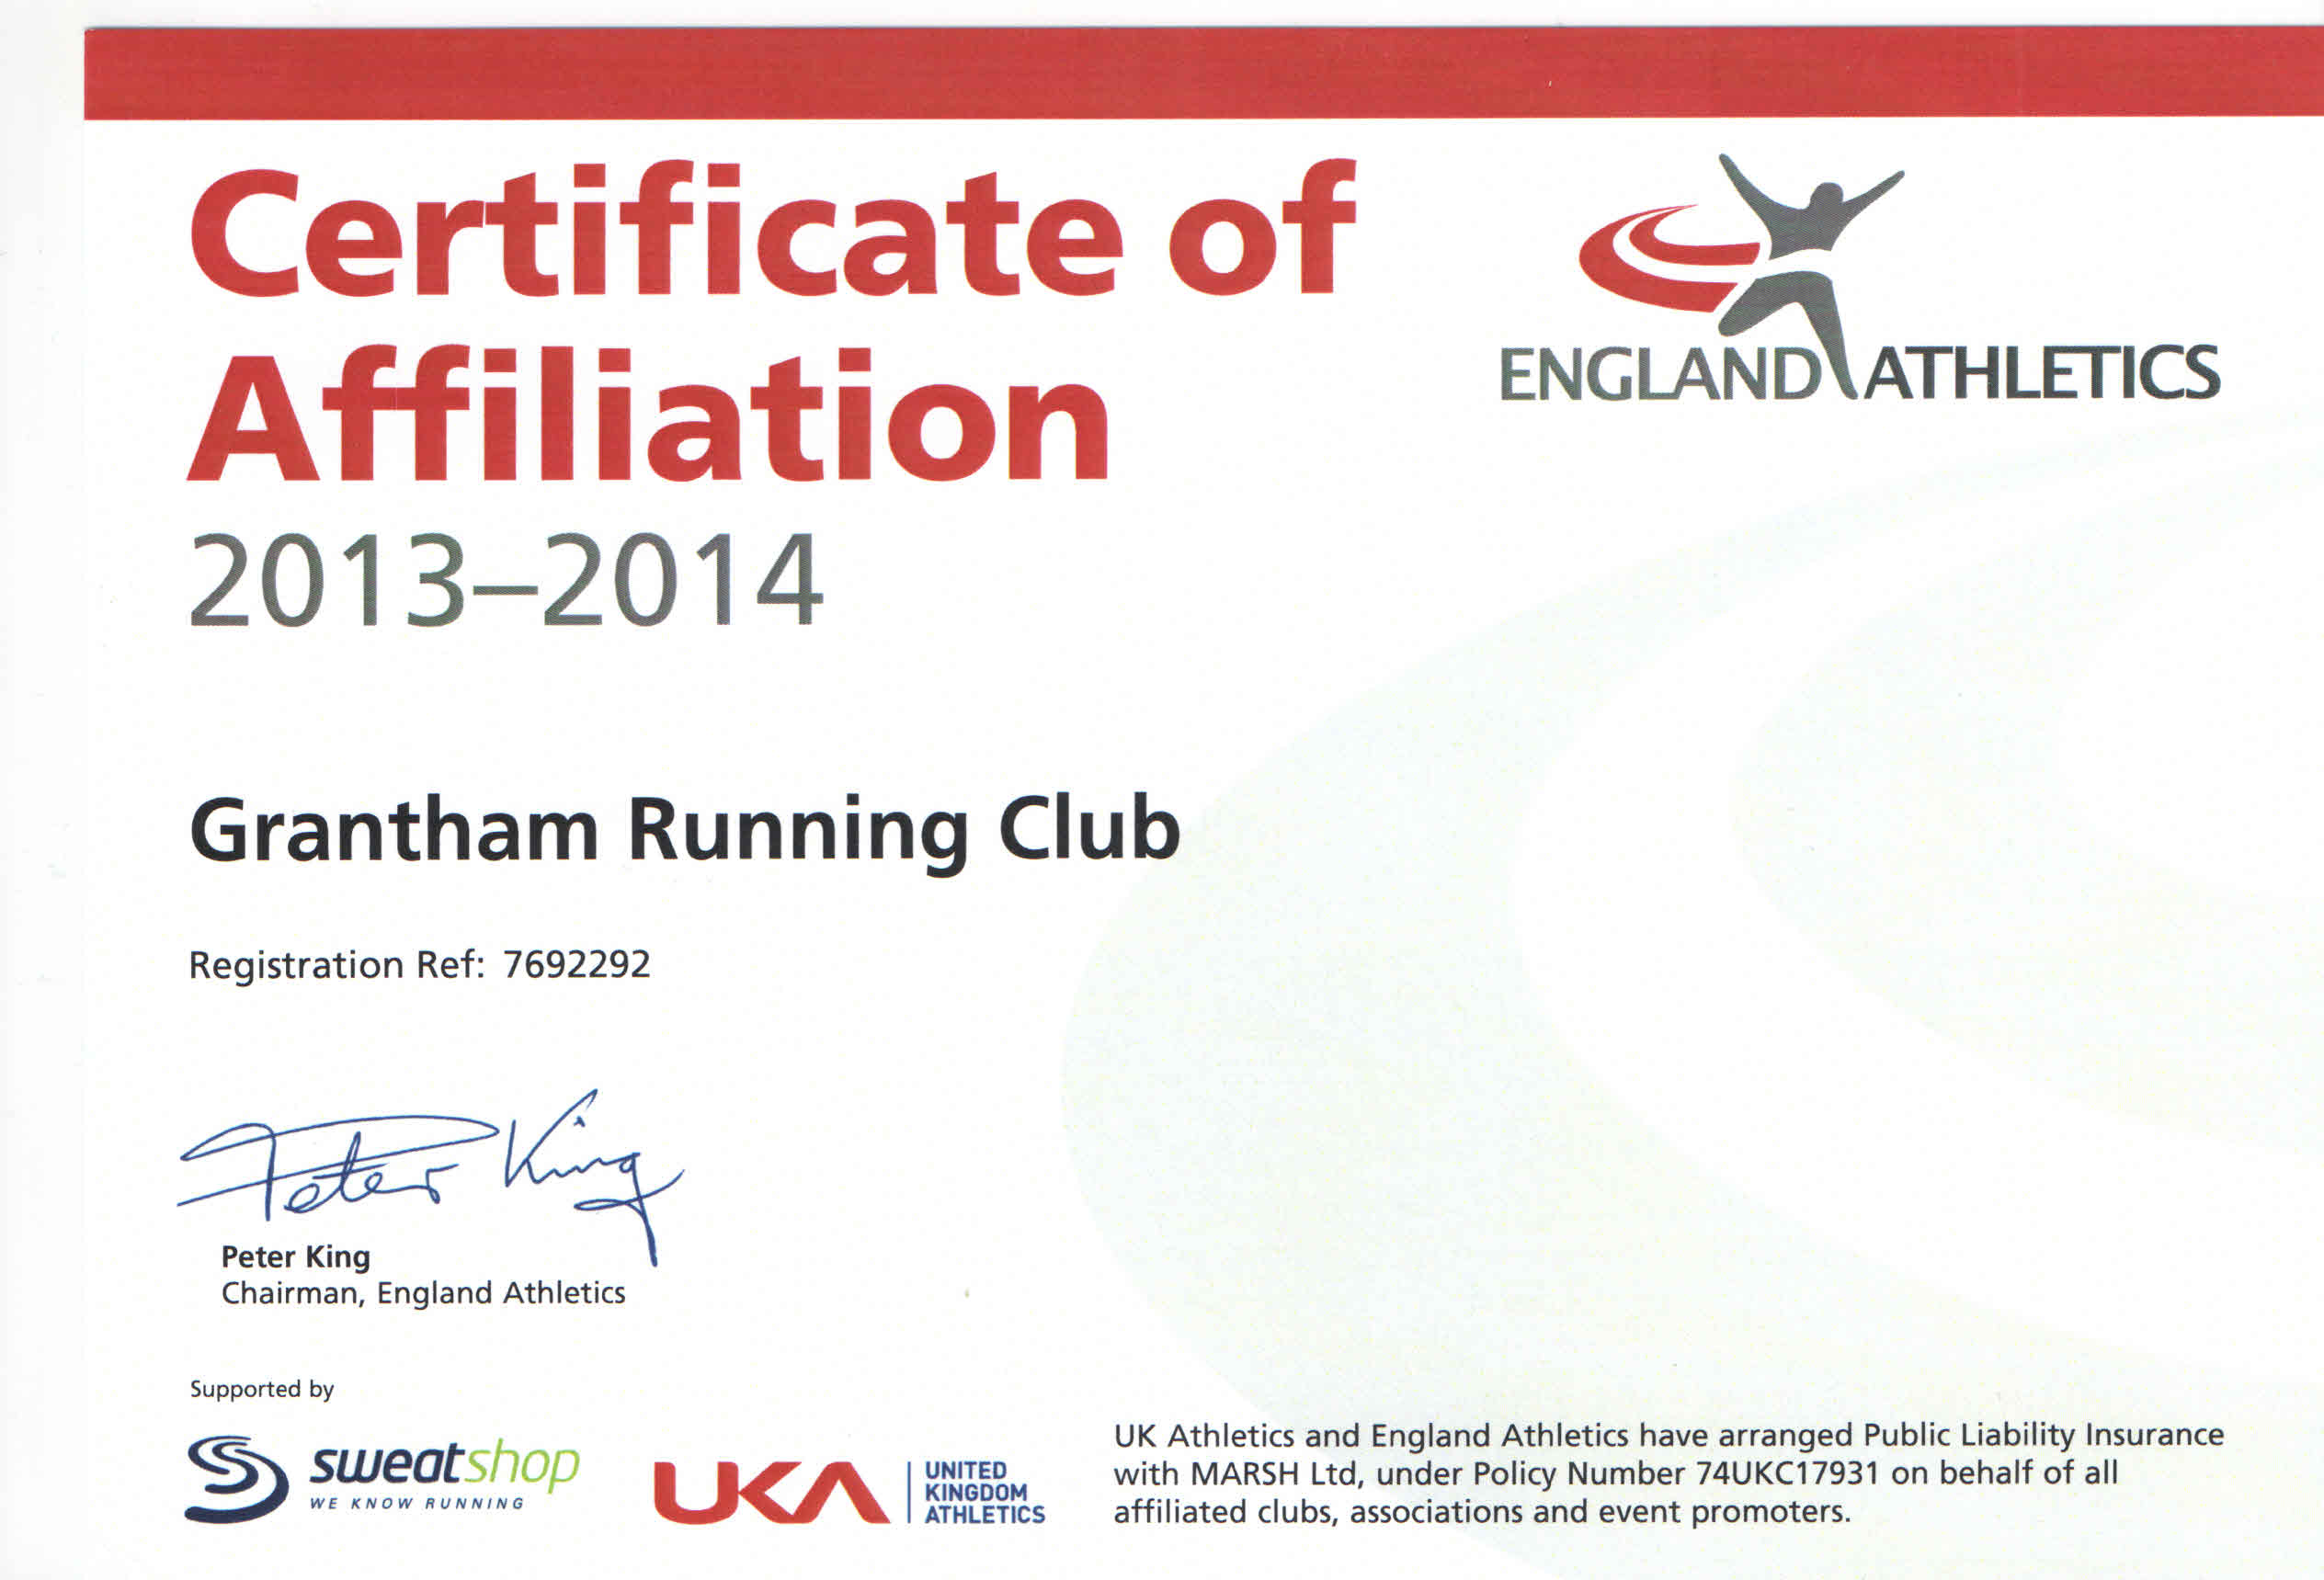 Certificate of
Affiliation
2013–2014
ENGLAND ATHLETICS
Grantham Running Club
Registration Ref: 7692292
Peter King
Peter King
Chairman, England Athletics
Supported by
sweatshop
WE KNOW RUNNING
UKA
UNITED
KINGDOM
ATHLETICS
UK Athletics and England Athletics have arranged Public Liability Insurance
with MARSH Ltd, under Policy Number 74UKC17931 on behalf of all
affiliated clubs, associations and event promoters.